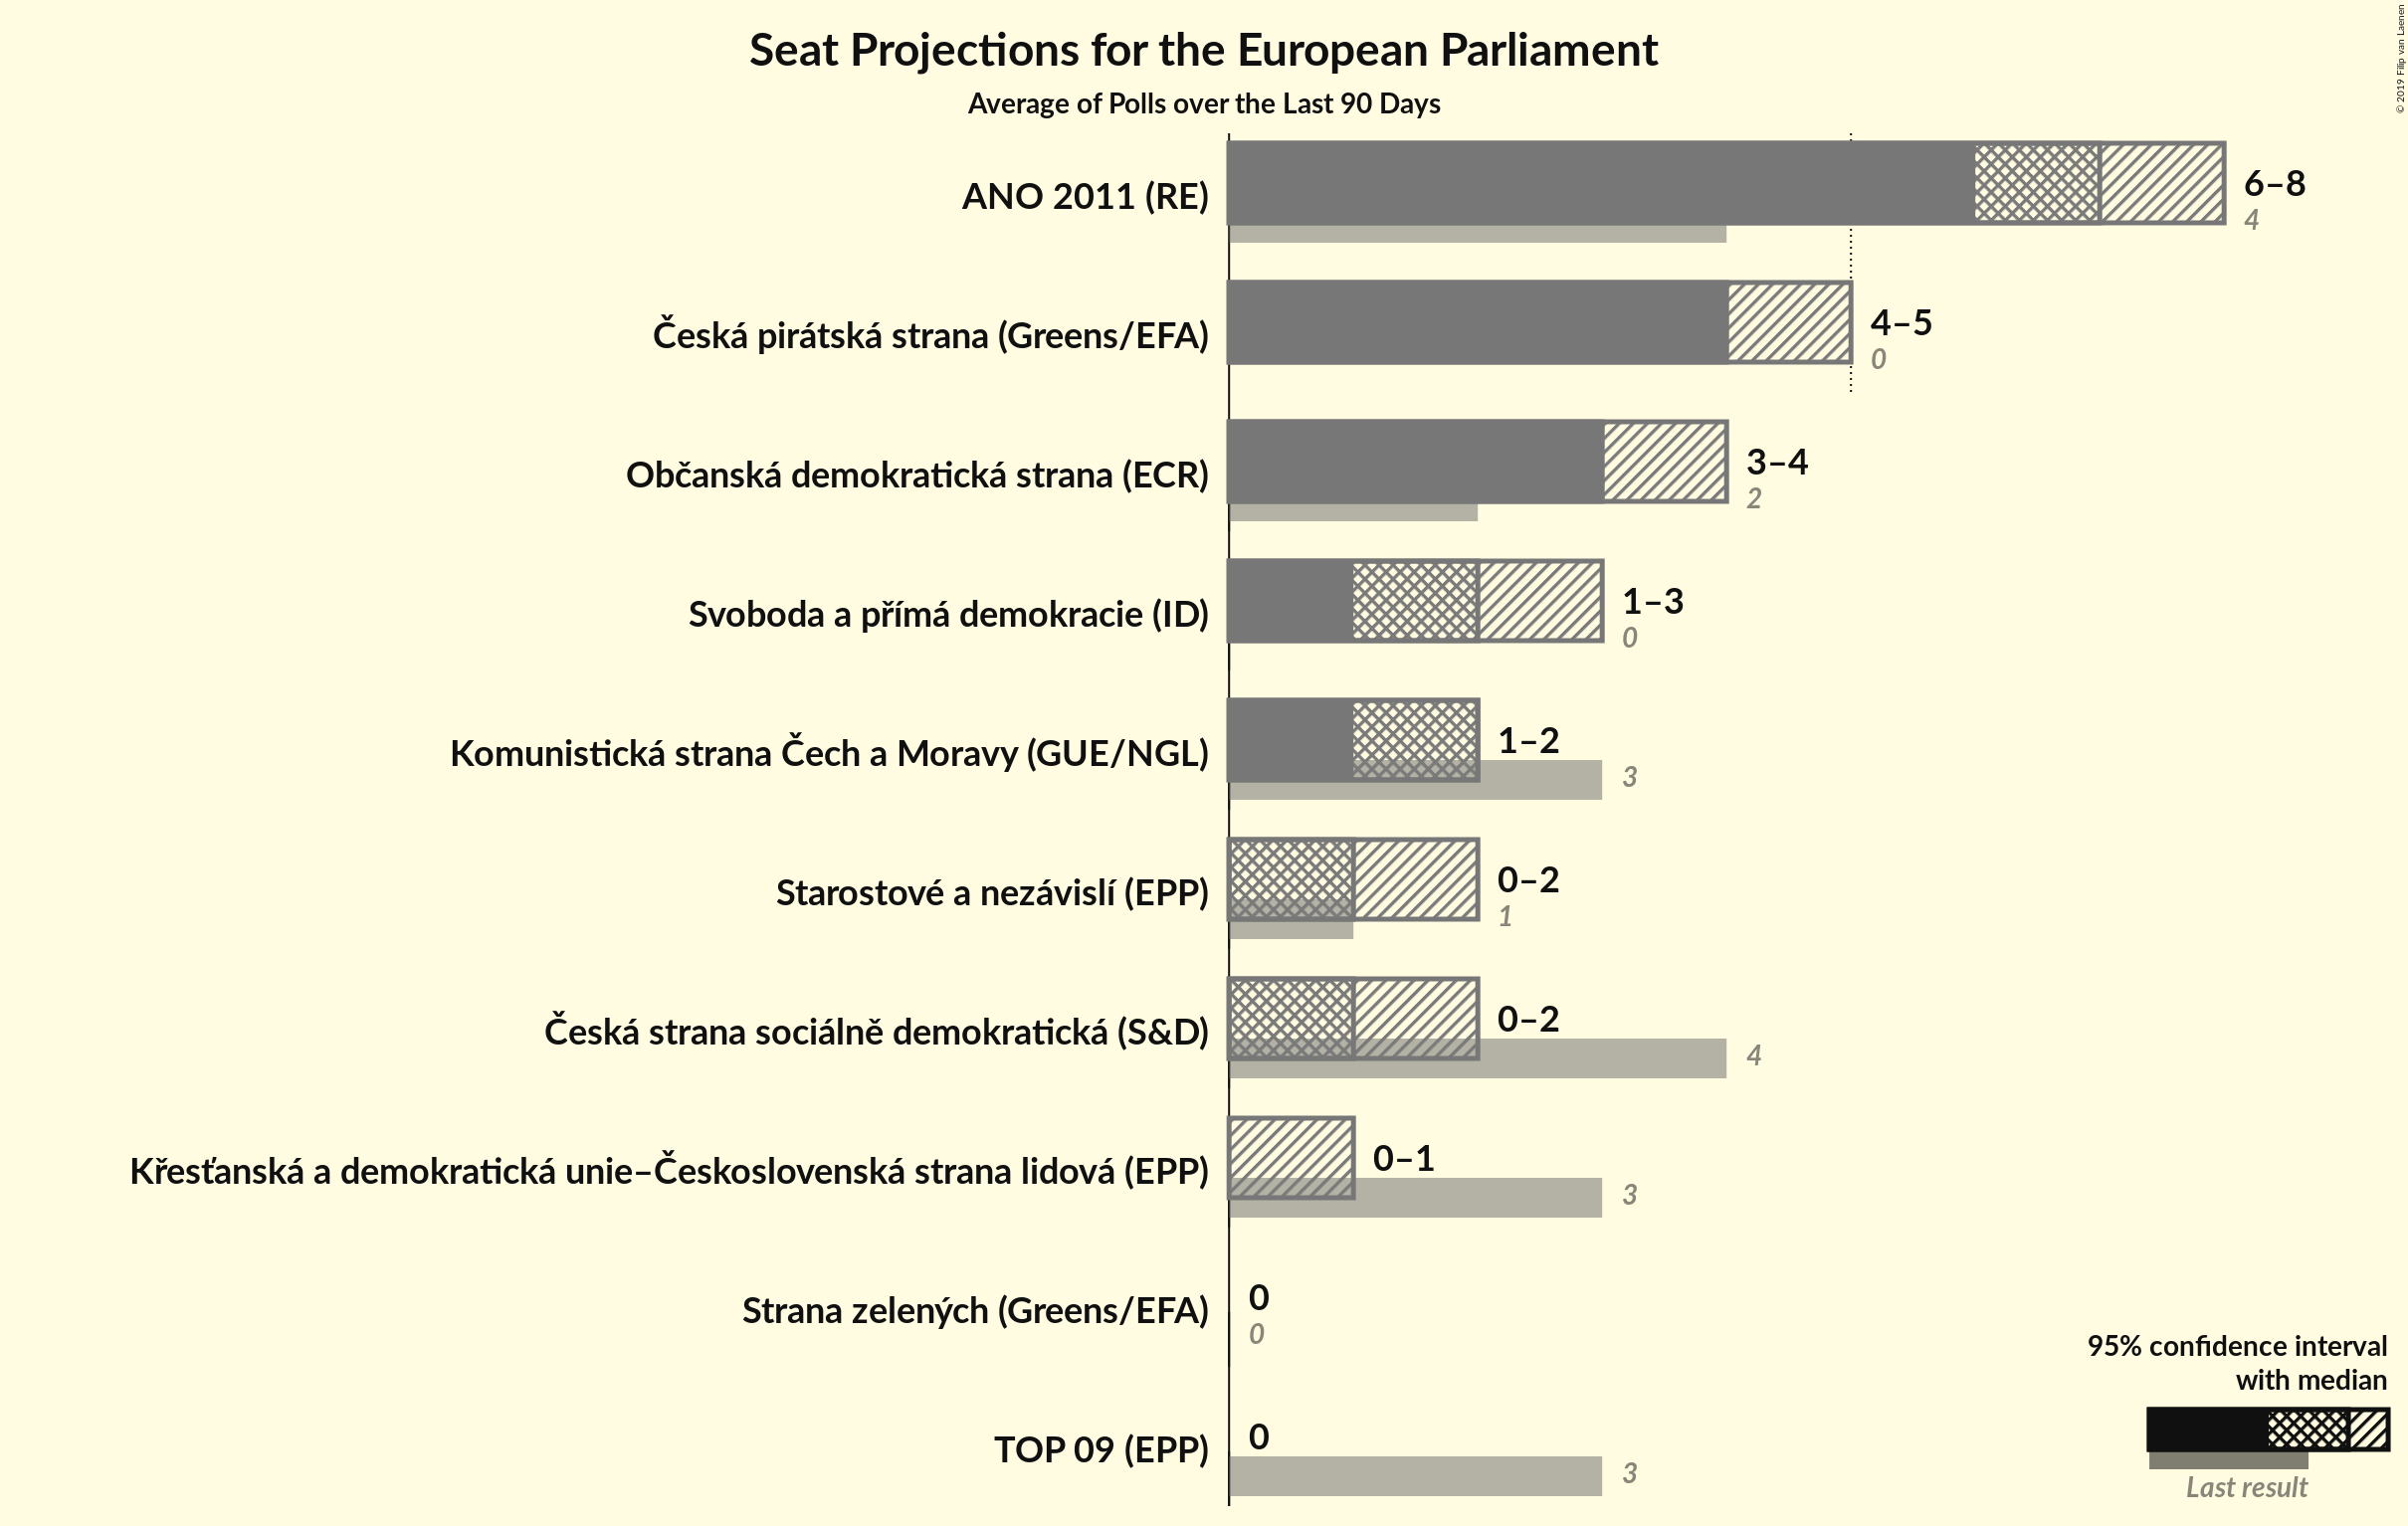 Seat Projections for the European Parliament
Average of Polls over the Last 90 Days
© 2019 Filip van Laenen
ANO 2011 (RE)
6–8
4
Česká pirátská strana (Greens/EFA)
4–5
0
Občanská demokratická strana (ECR)
3–4
2
Svoboda a přímá demokracie (ID)
1–3
0
Komunistická strana Čech a Moravy (GUE/NGL)
1–2
3
Starostové a nezávislí (EPP)
0–2
1
Česká strana sociálně demokratická (S&D)
0–2
4
Křesťanská a demokratická unie–Československá strana lidová (EPP)
0–1
3
Strana zelených (Greens/EFA)
0
0
TOP 09 (EPP)
0
3
95% confidence interval
with median
Last result